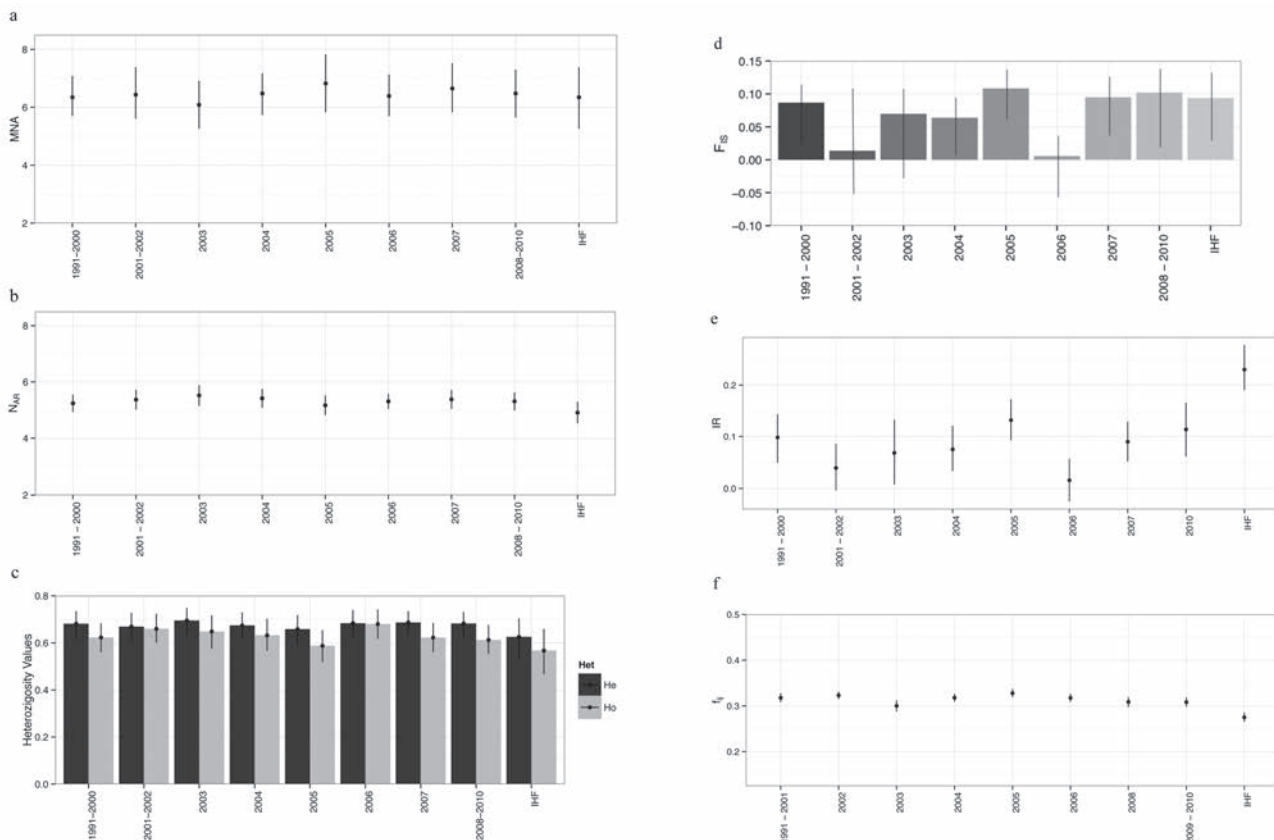 a
MNA
8
6
4
2
1991–2000
2001–2002
2003
2004
2005
2006
2007
2008–2010
IHF
b
N_AR
8
6
4
2
1991 – 2000
2001 – 2002
2003
2004
2005
2006
2007
2008 – 2010
IHF
c
Heterozigosity Values
0.8
0.6
0.4
0.2
0.0
1991–2000
2001–2002
2003
2004
2005
2006
2007
2008–2010
IHF
Het
He
Ho
d
F_IS
0.15
0.10
0.05
0.00
−0.05
−0.10
1991 – 2000
2001 – 2002
2003
2004
2005
2006
2007
2008 – 2010
IHF
e
IR
0.2
0.1
0.0
1991 – 2000
2001 – 2002
2003
2004
2005
2006
2007
2010
IHF
f
f_ij
0.5
0.4
0.3
0.2
1991 – 2001
2002
2003
2004
2005
2006
2008
2009 – 2010
IHF